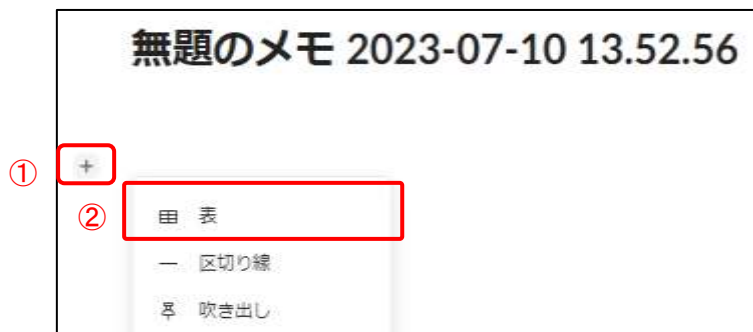 無題のメモ 2023-07-10 13.52.56
①
+
② 表
区切り線
吹き出し